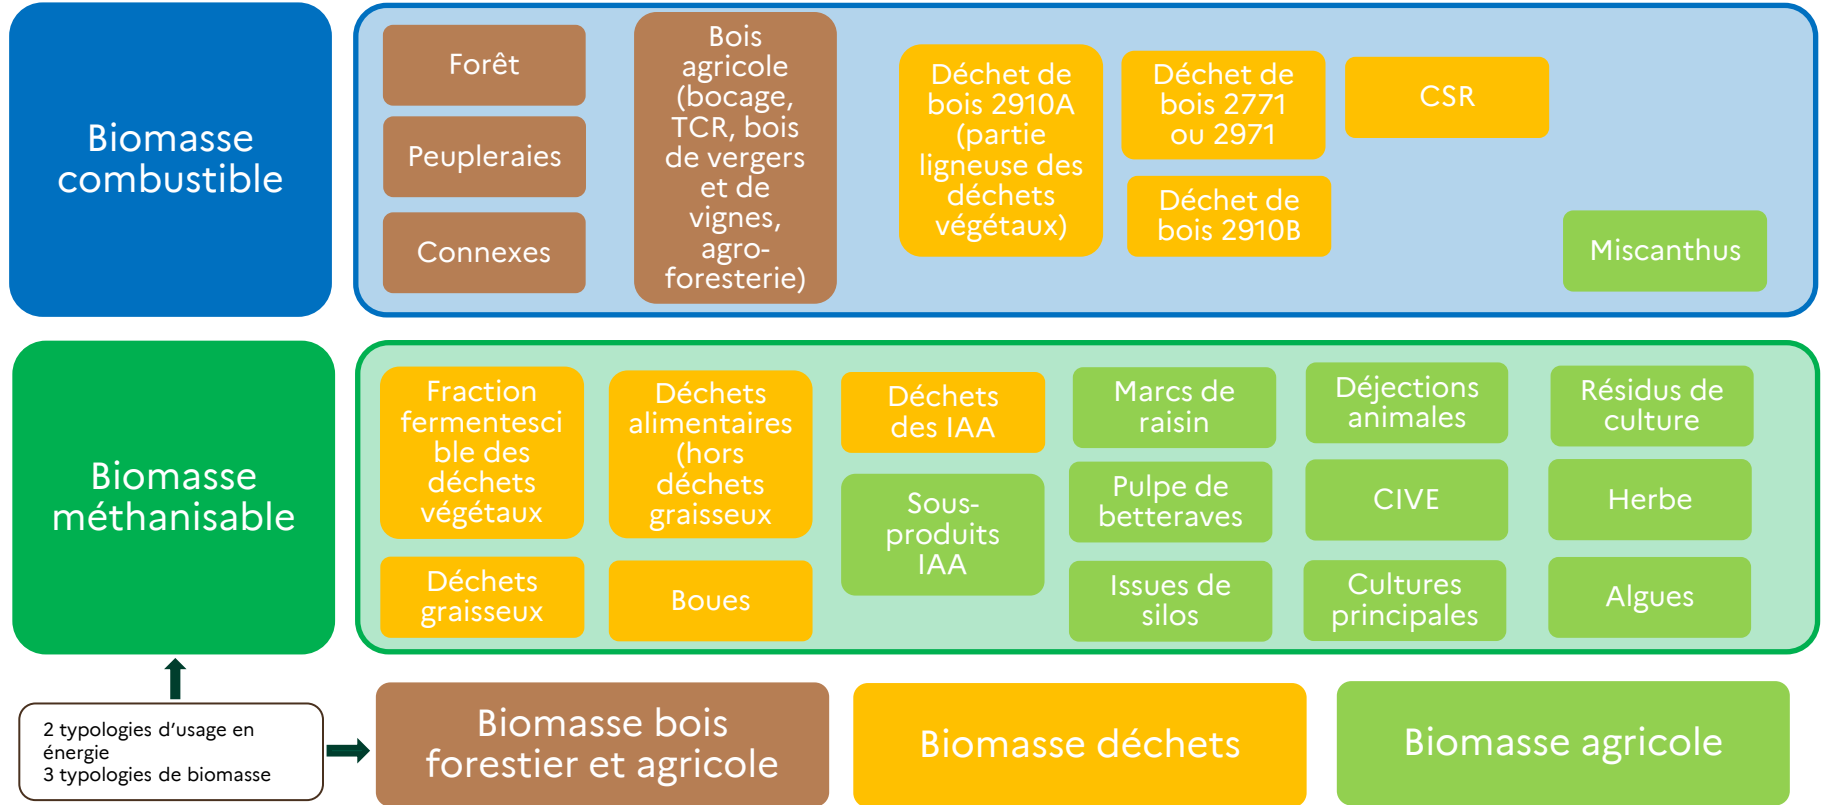 Biomasse
combustible
Forêt
Peupleraies
Connexes
Bois
agricole
(bocage,
TCR, bois
de vergers
et de
vignes,
agro-
foresterie)
Déchet de
bois 2910A
(partie
ligneuse des
déchets
végétaux)
Déchet de
bois 2771
ou 2971
Déchet de
bois 2910B
CSR
Miscanthus
Biomasse
méthanisable
Fraction
fermentesci
ble des
déchets
végétaux
Déchets
graisseux
Déchets
alimentaires
(hors
déchets
graisseux
Boues
Déchets
des IAA
Sous-
produits
IAA
Marcs de
raisin
Pulpe de
betteraves
Issues de
silos
Déjections
animales
CIVE
Cultures
principales
Résidus de
culture
Herbe
Algues
2 typologies d'usage en
énergie
3 typologies de biomasse
Biomasse bois
forestier et agricole
Biomasse déchets
Biomasse agricole